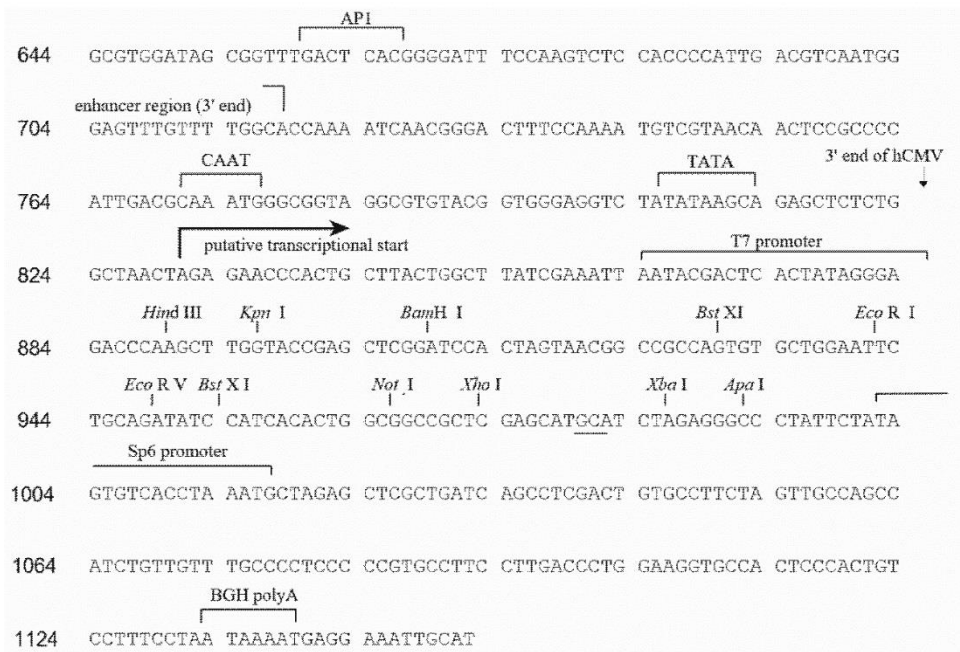 AP1
644 GCGTGGATAG CGGTTTGACT CACGGGGATT TCCAAGTCTC CACCCCATTG ACGTCAATGG
enhancer region (3' end)
704 GAGTTTGTTT TGGCACCAAA ATCAACGGGA CTTTCCAAAA TGTCGTAACA ACTCCGCCCC
CAAT TATA 3' end of hCMV
764 ATTGACGCAA ATGGGCGGTA GGCGTGTACG GTGGGAGGTC TATATAAGCA GAGCTCTCTG
putative transcriptional start T7 promoter
824 GCTAACTAGA GAACCCACTG CTTACTGGCT TATCGAAATT AATACGACTC ACTATAGGGA
Hind III Kpn I BamH I Bst XI Eco R I
884 GACCCAAGCT TGGTACCGAG CTCGGATCCA CTAGTAACGG CCGCCAGTGT GCTGGAATTC
Eco R V Bst X I Not I Xho I Xba I Apa I
944 TGCAGATATC CATCACACTGG CGGCCGCTC GAGCATGCAT CTAGAGGGCC CTATTCTATA
Sp6 promoter
1004 GTGTCACCTA AATGCTAGAG CTCGCTGATC AGCCTCGACT GTGCCTTCTA GTTGCCAGCC
1064 ATCTGTTGTT TGCCCCTCCC CCGTGCCTTC CTTGACCCTG GAAGGTGCCA CTCCCACTGT
BGH polyA
1124 CCTTTCCTAA TAAAATGAGG AAATTGCAT